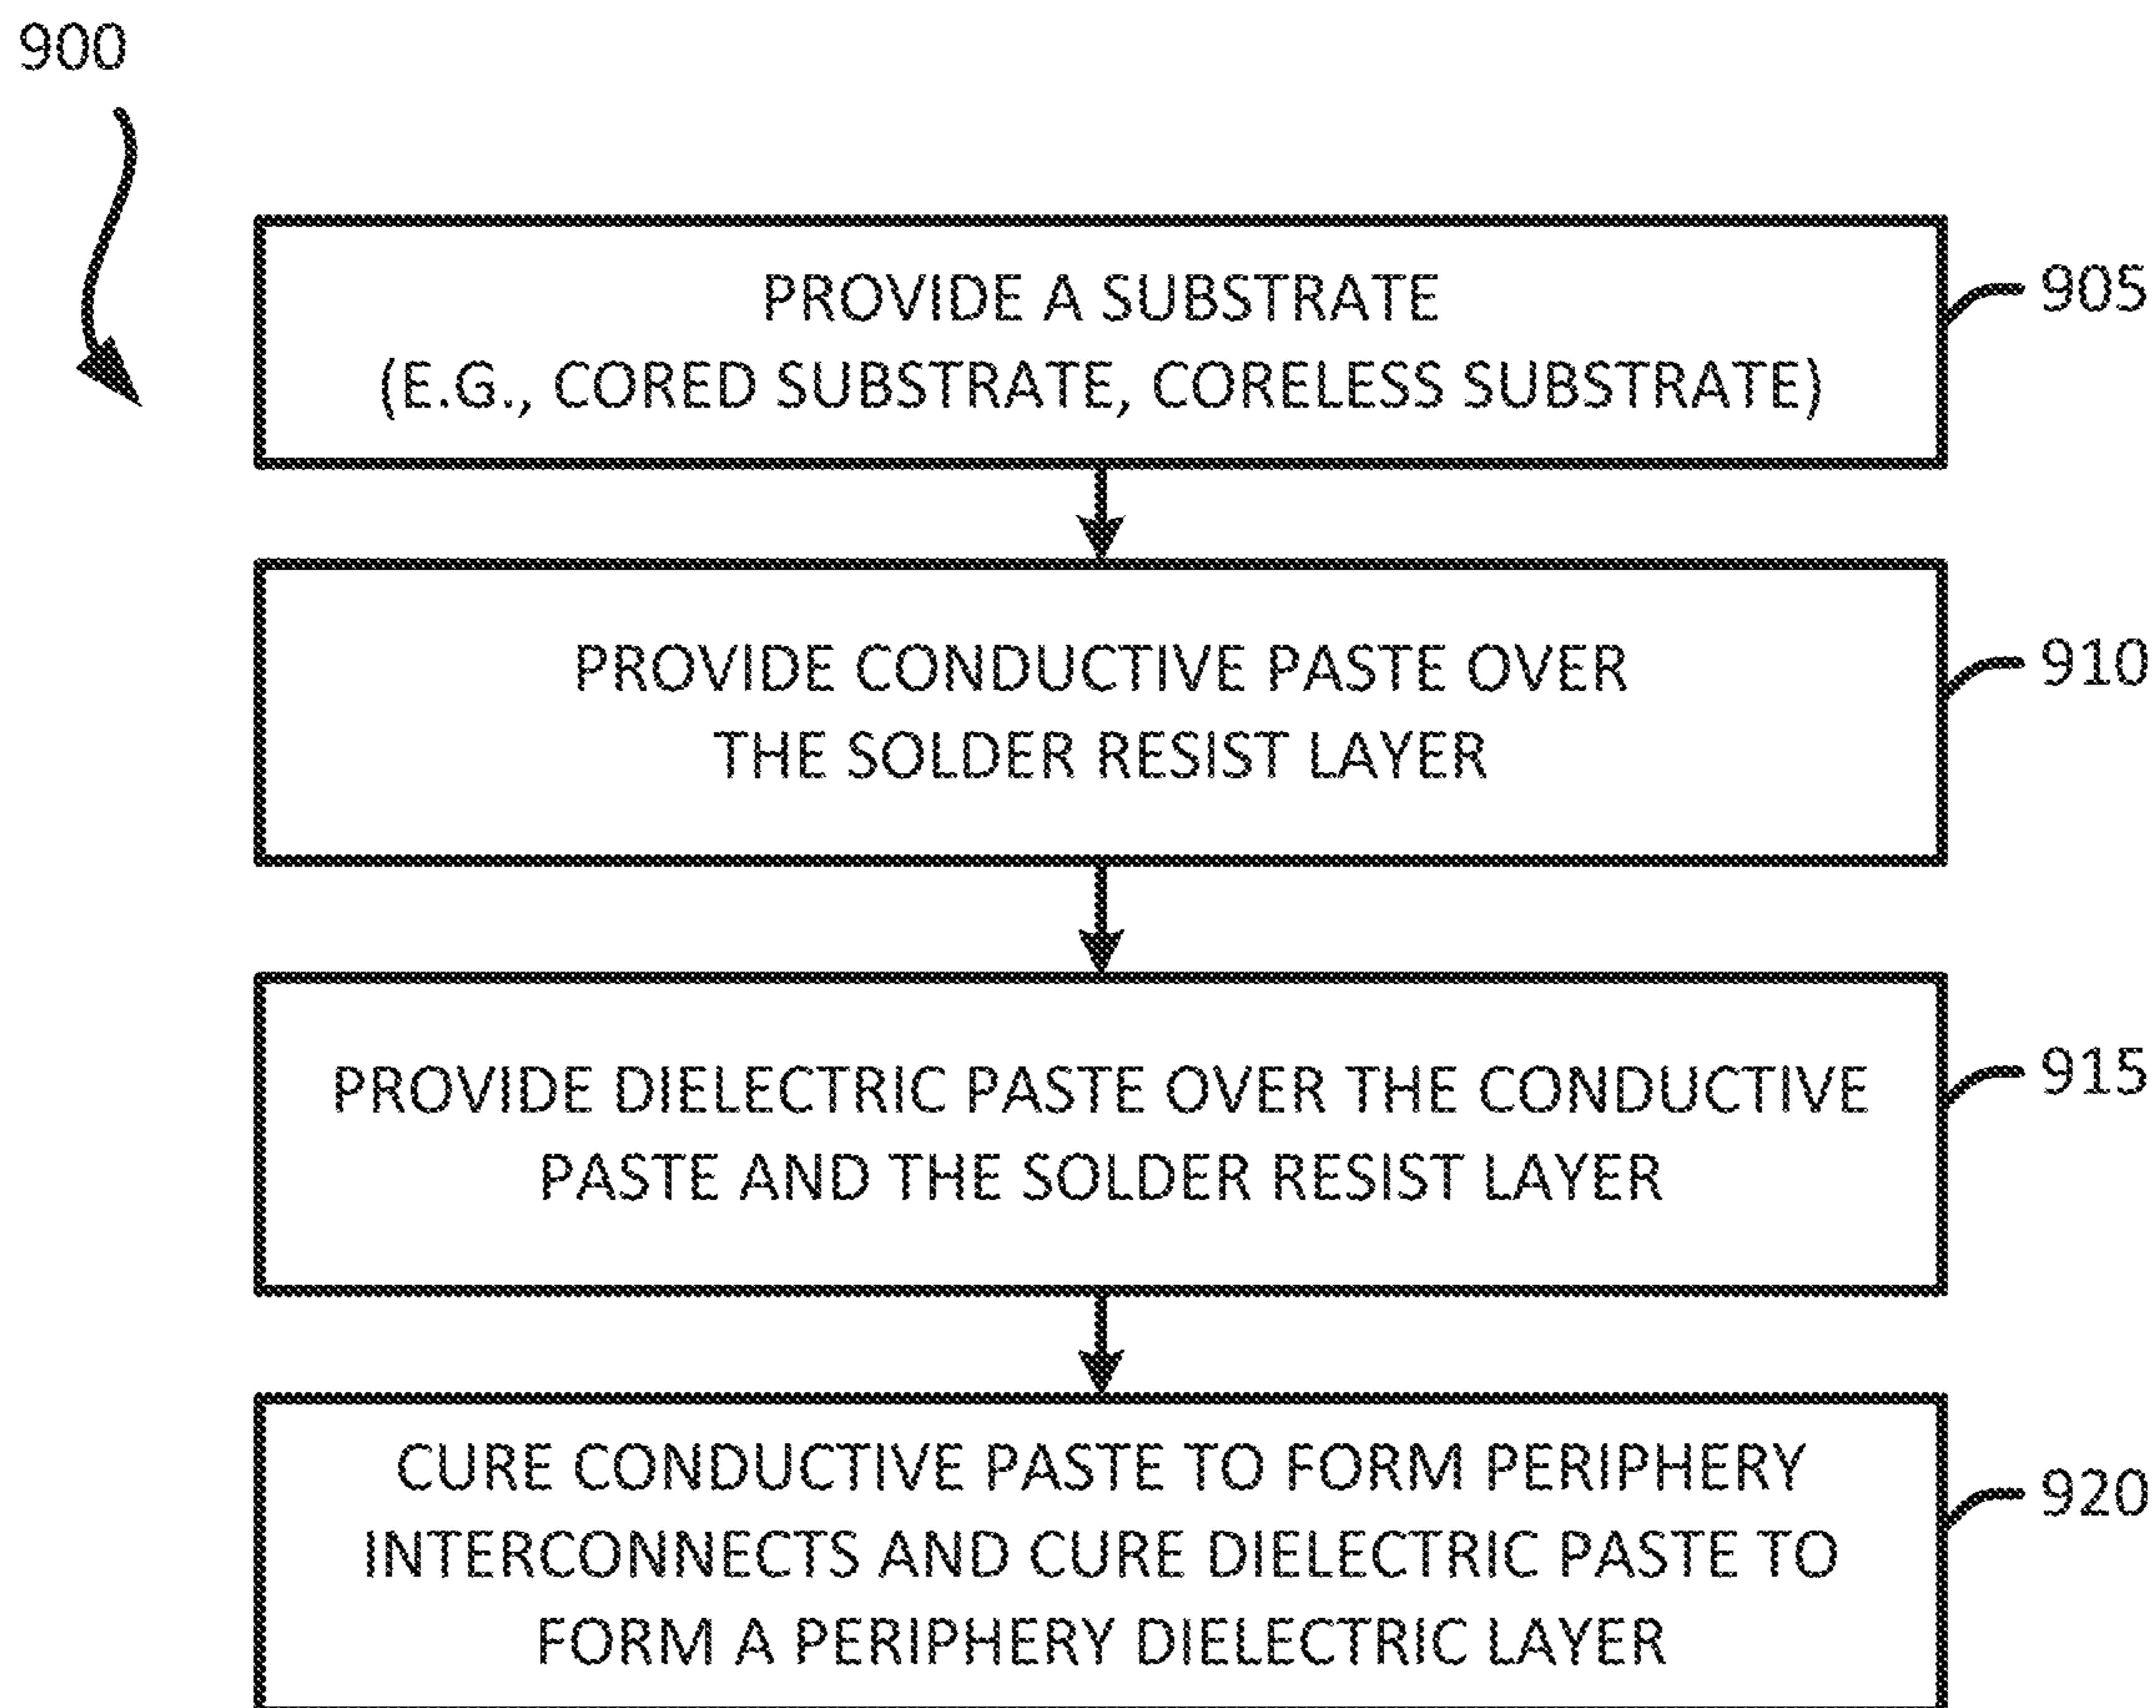 900
PROVIDE A SUBSTRATE
(E.G., CORED SUBSTRATE, CORELESS SUBSTRATE)
905
PROVIDE CONDUCTIVE PASTE OVER
THE SOLDER RESIST LAYER
910
PROVIDE DIELECTRIC PASTE OVER THE CONDUCTIVE
PASTE AND THE SOLDER RESIST LAYER
915
CURE CONDUCTIVE PASTE TO FORM PERIPHERY
INTERCONNECTS AND CURE DIELECTRIC PASTE TO
FORM A PERIPHERY DIELECTRIC LAYER
920